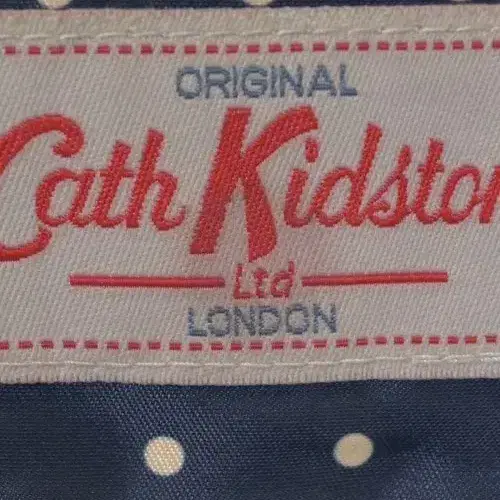 ORIGINAL
Cath Kidston
Ltd
LONDON